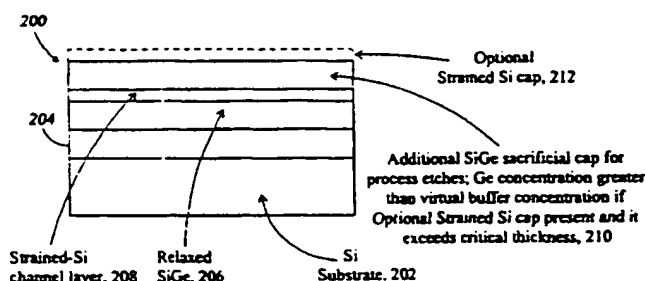 200
Optional
Strained Si cap, 212
204
Additional SiGe sacrificial cap for
process etches; Ge concentration greater
than virtual buffer concentration if
Optional Strained Si cap present and it
exceeds critical thickness, 210
Strained-Si
channel layer, 208
Relaxed
SiGe, 206
Si
Substrate, 202